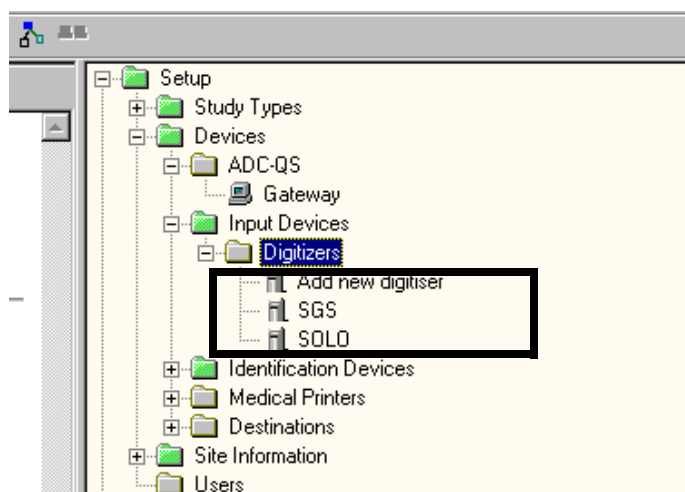 Setup
Study Types
Devices
ADC-QS
Gateway
Input Devices
Digitizers
Add new digitiser
SGS
SOLO
Identification Devices
Medical Printers
Destinations
Site Information
Users